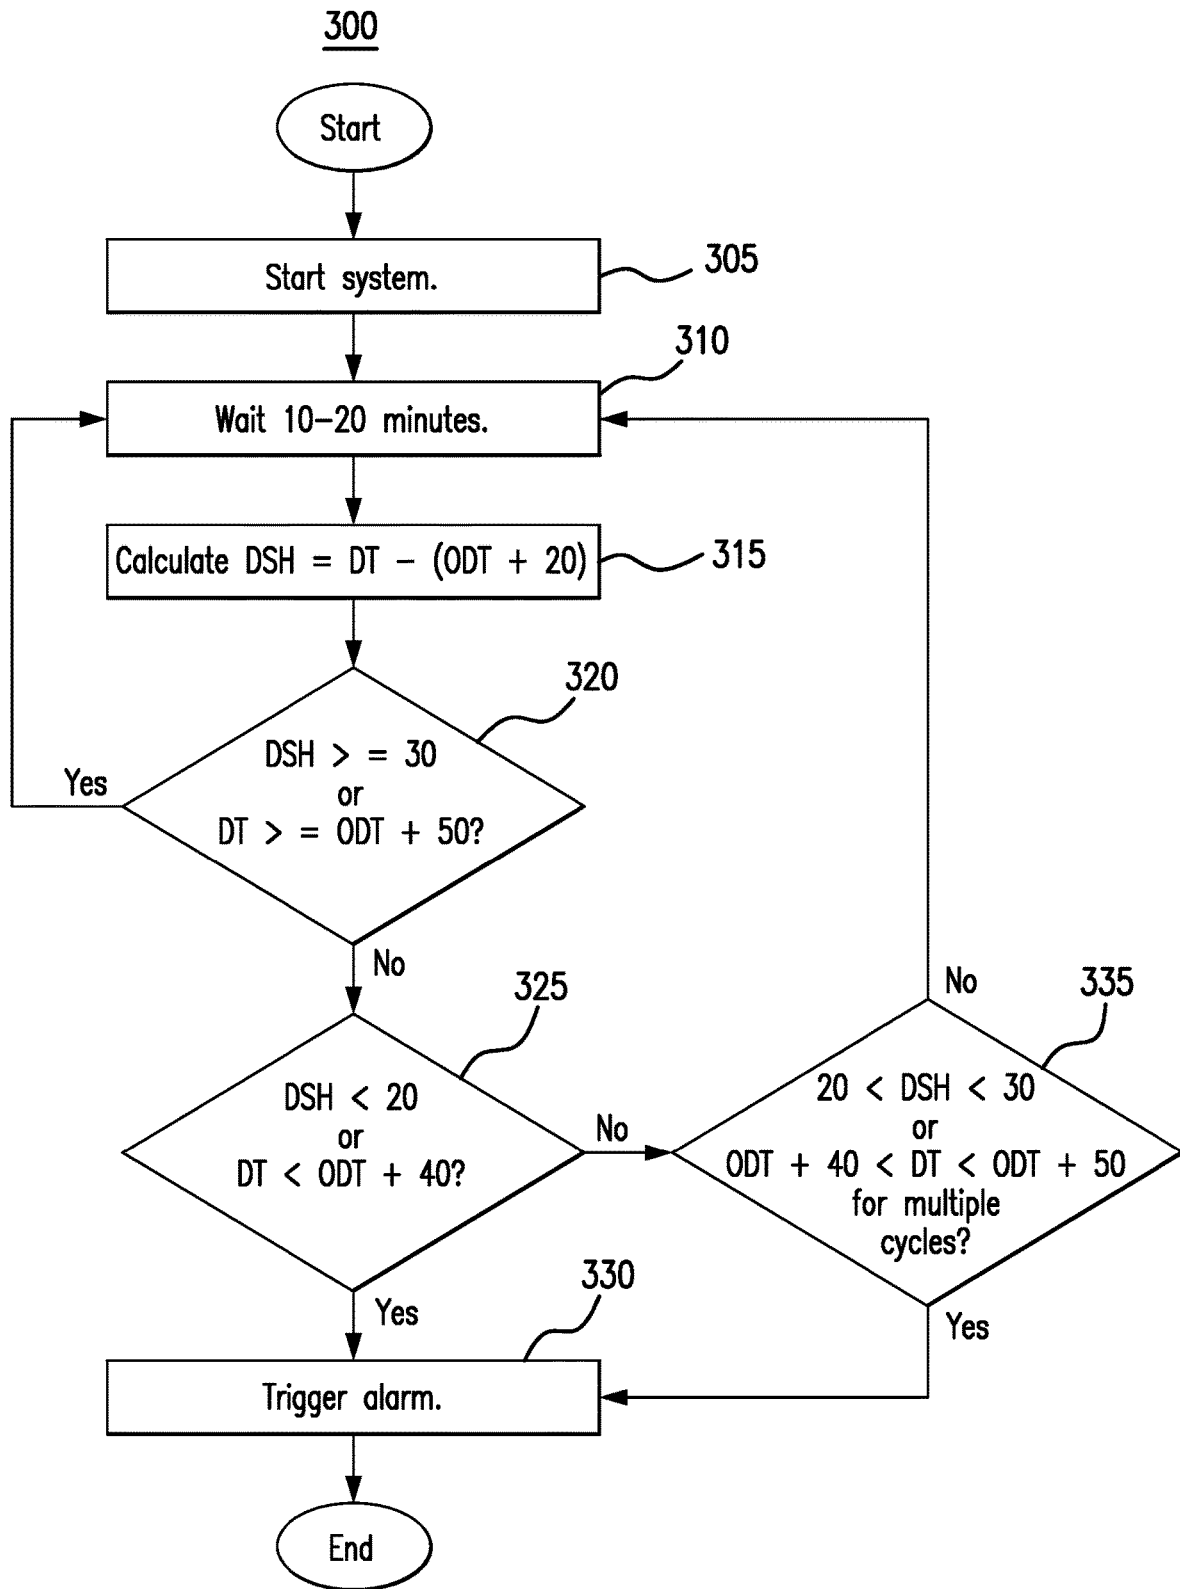 300
Start
Start system.
305
310
Wait 10-20 minutes.
Calculate DSH = DT - (ODT + 20)
315
320
DSH > = 30
or
DT > = ODT + 50?
Yes
No
325
DSH < 20
or
DT < ODT + 40?
No
Yes
335
No
20 < DSH < 30
or
ODT + 40 < DT < ODT + 50
for multiple
cycles?
Yes
330
Trigger alarm.
End